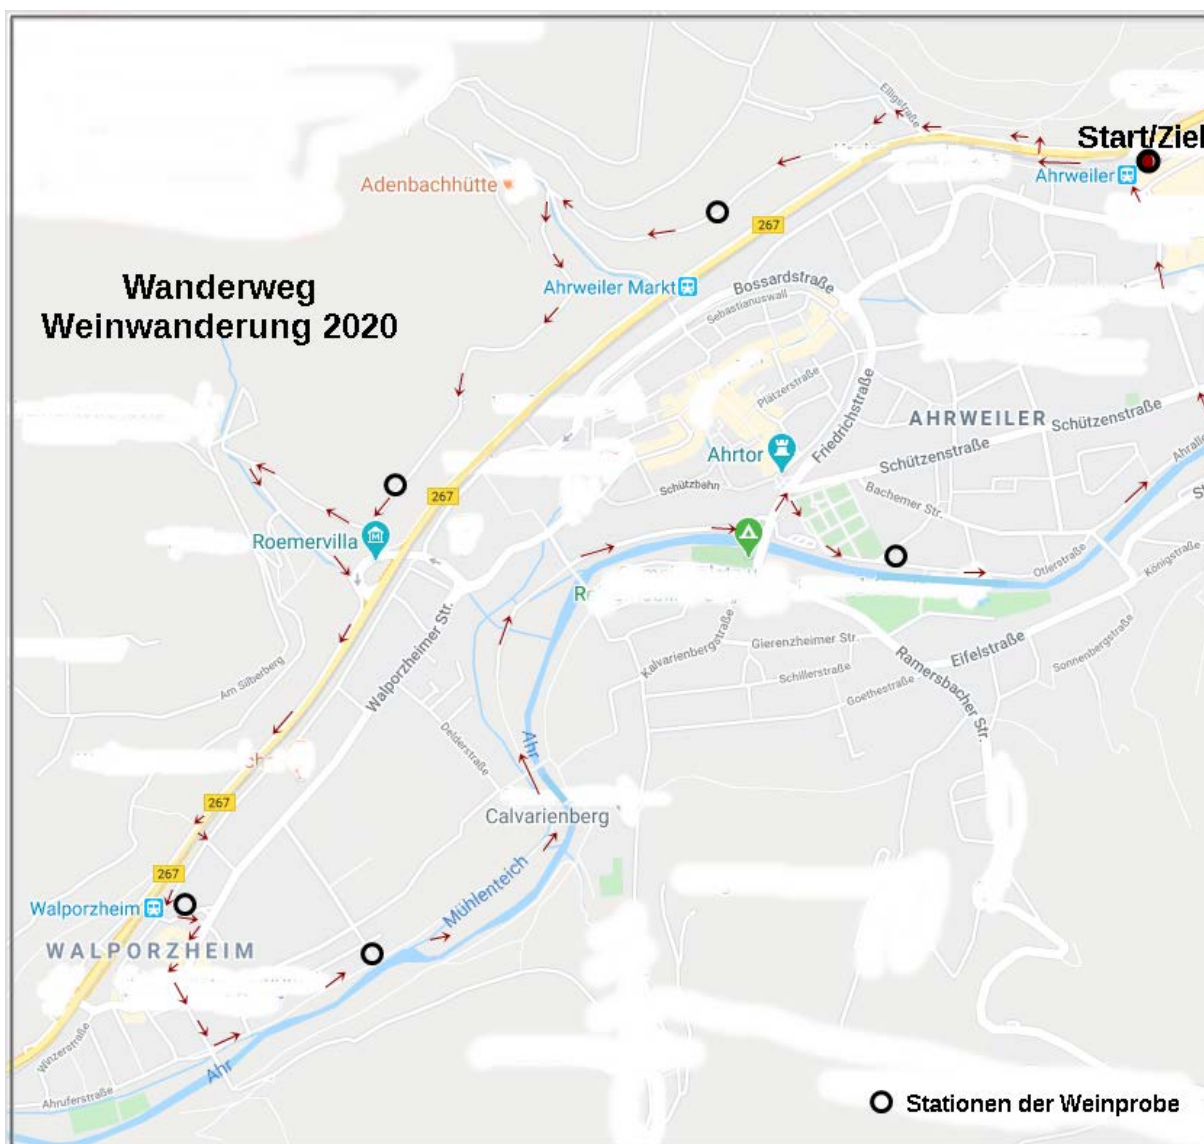 Elligstraße
Start/Ziel
Ahrweiler
Adenbachhütte
267
Wanderweg
Weinwanderung 2020
Ahrweiler Markt
Bossardstraße
Sebastianuswall
Plätzerstraße
Friedrichstraße
AHRWEILER
Schützenstraße
Ahrtor
Schützenstraße
Schützbahn
Bachemer Str.
267
Roemervilla
Otlerstraße
Königstraße
Walporzheimer Str.
Kalvarienbergstraße
Gierenzheimer Str.
Schillerstraße
Goethestraße
Ramersbacher Str.
Eifelstraße
Sonnenbergstraße
Am Silberberg
Delderstraße
Ahr
267
Calvarienberg
267
Mühlenteich
Walporzheim
WALPORZHEIM
Winzerstraße
Ahr
Ahruferstraße
Stationen der Weinprobe